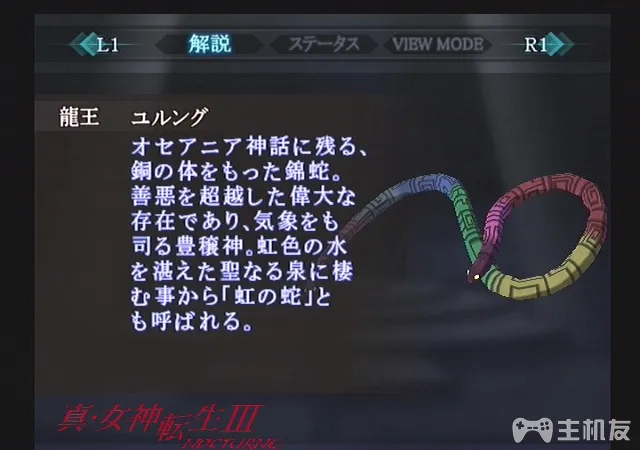 L1 解説 ステータス VIEW MODE R1
龍王 ユルング
オセアニア神話に残る、
銅の体をもった錦蛇。
善悪を超越した偉大な
存在であり、気象をも
司る豊穣神。虹色の水
を湛えた聖なる泉に棲
む事から「虹の蛇」と
も呼ばれる。
真・女神転生III
NOCTURNE
主机友